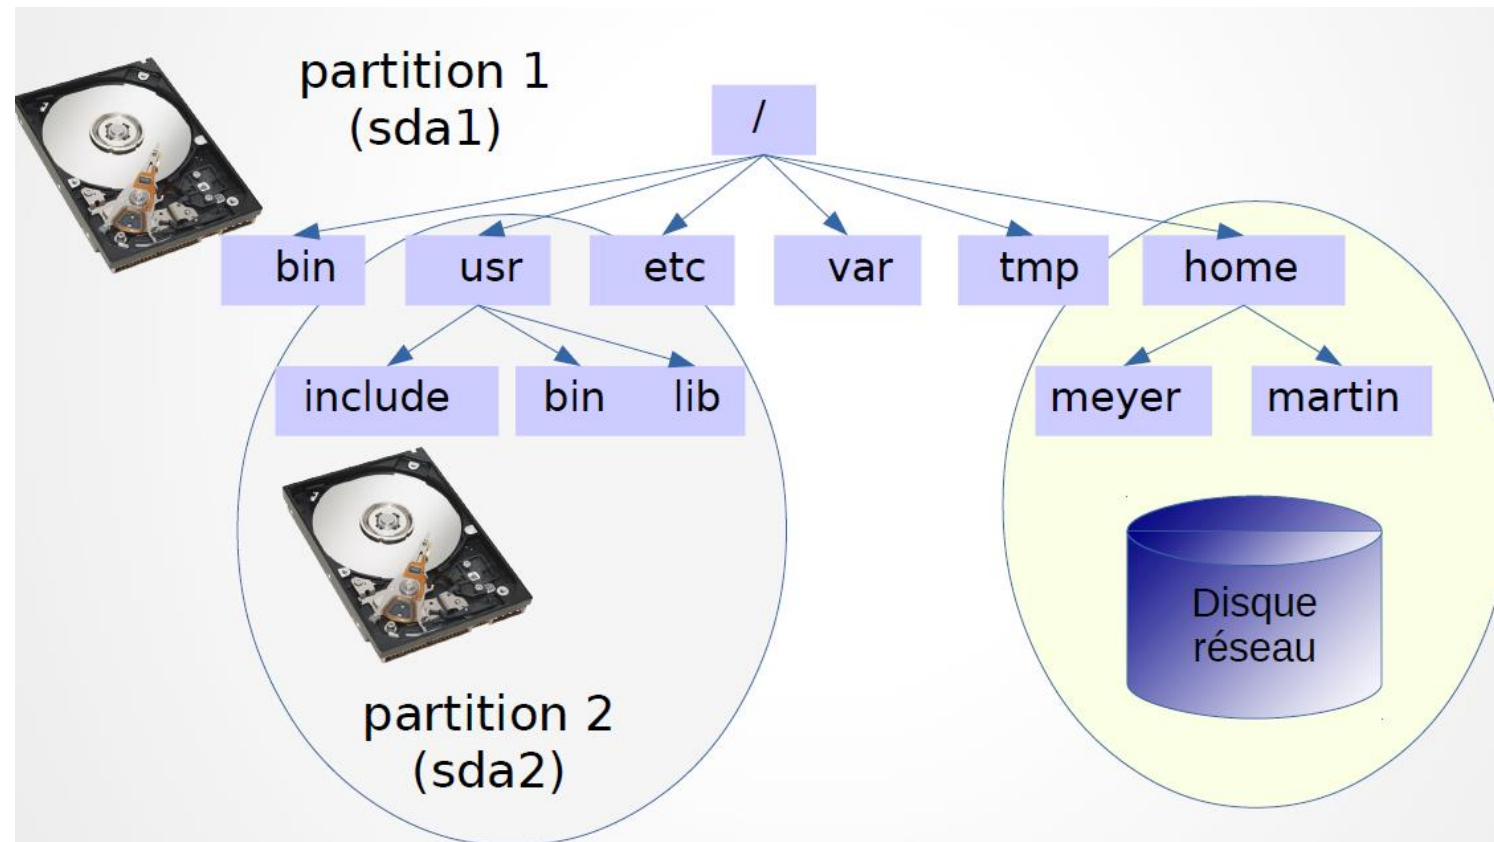 partition 1
(sda1)
/
bin usr etc var tmp home
include bin lib meyer martin
Disque
réseau
partition 2
(sda2)